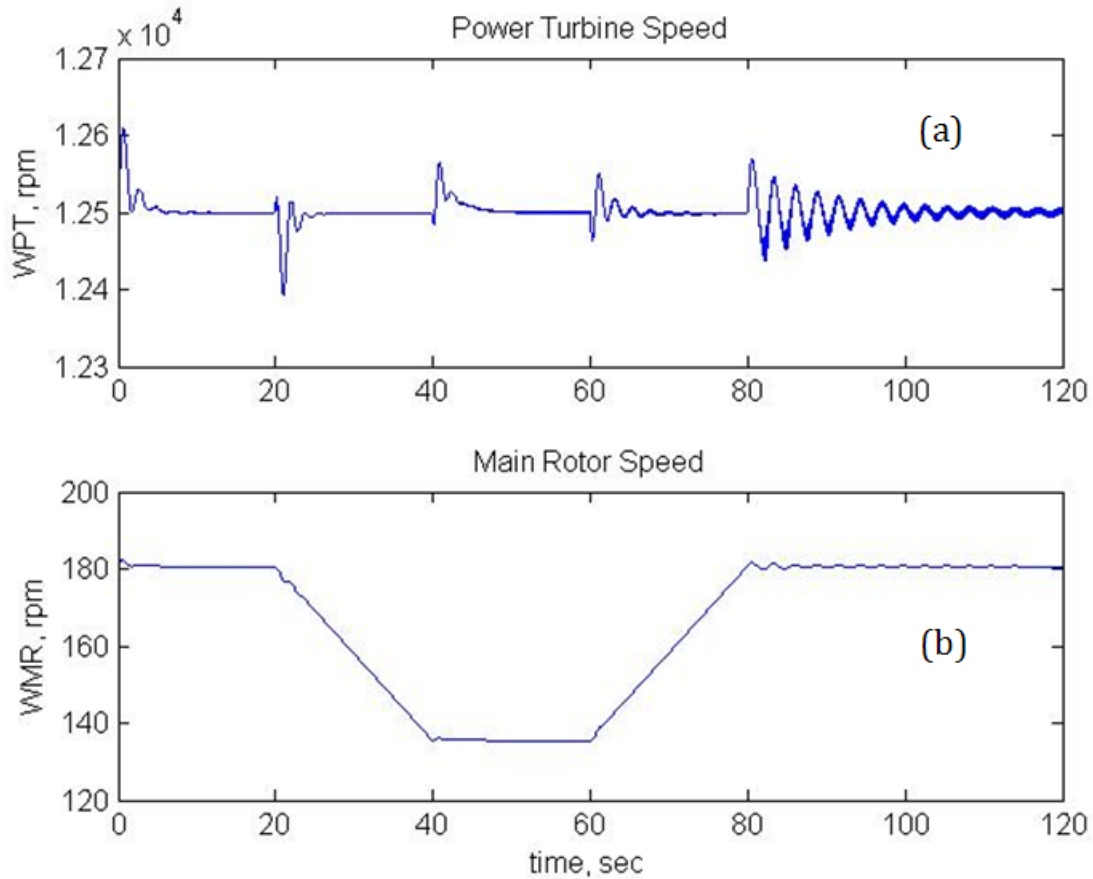 x 10^4
Power Turbine Speed
1.27
1.26
1.25
1.24
1.23
WPT, rpm
(a)
0 20 40 60 80 100 120
Main Rotor Speed
200
180
160
140
120
WMR, rpm
(b)
0 20 40 60 80 100 120
time, sec